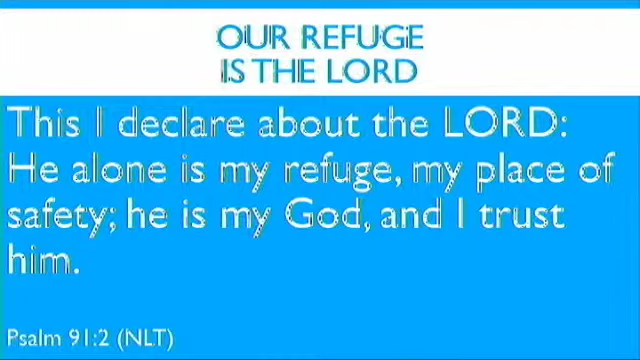 OUR REFUGE
IS THE LORD
This I declare about the LORD:
He alone is my refuge, my place of
safety; he is my God, and I trust
him.
Psalm 91:2 (NLT)